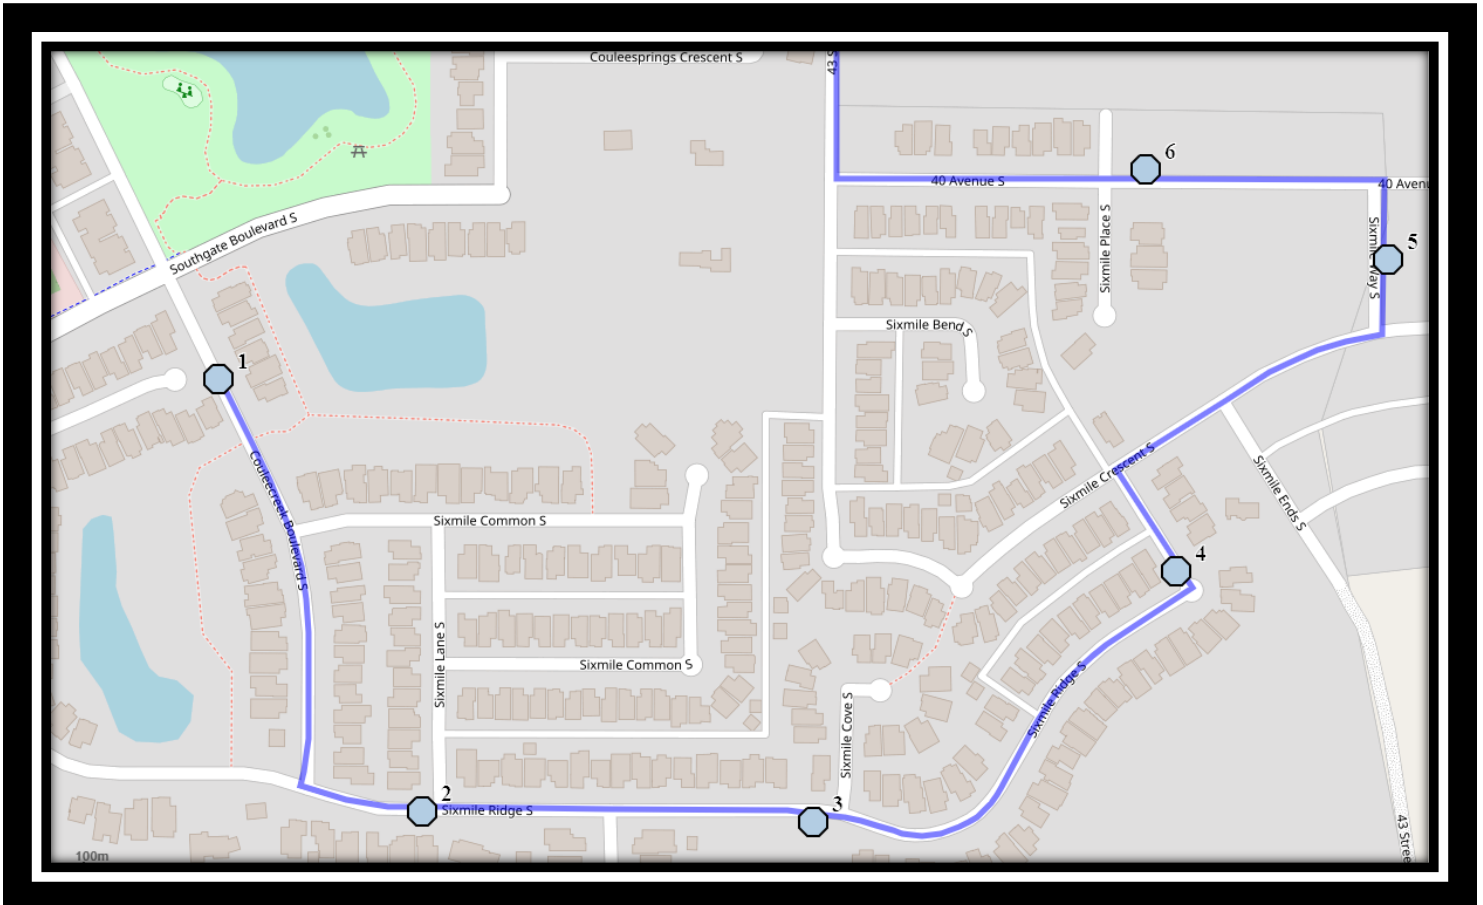 Couleesprings Crescent S
43 S
6
40 Avenue S
40 Avenu
Southgate Boulevard S
Sixmile Place S
Sixmile Way S
5
Sixmile Bend S
1
Couleecreek Boulevard S
Sixmile Crescent S
Sixmile Ends S
Sixmile Common S
4
Sixmile Lane S
Sixmile Common S
Sixmile Ridge S
Sixmile Cove S
2
Sixmile Ridge S
3
43 Stree
100m